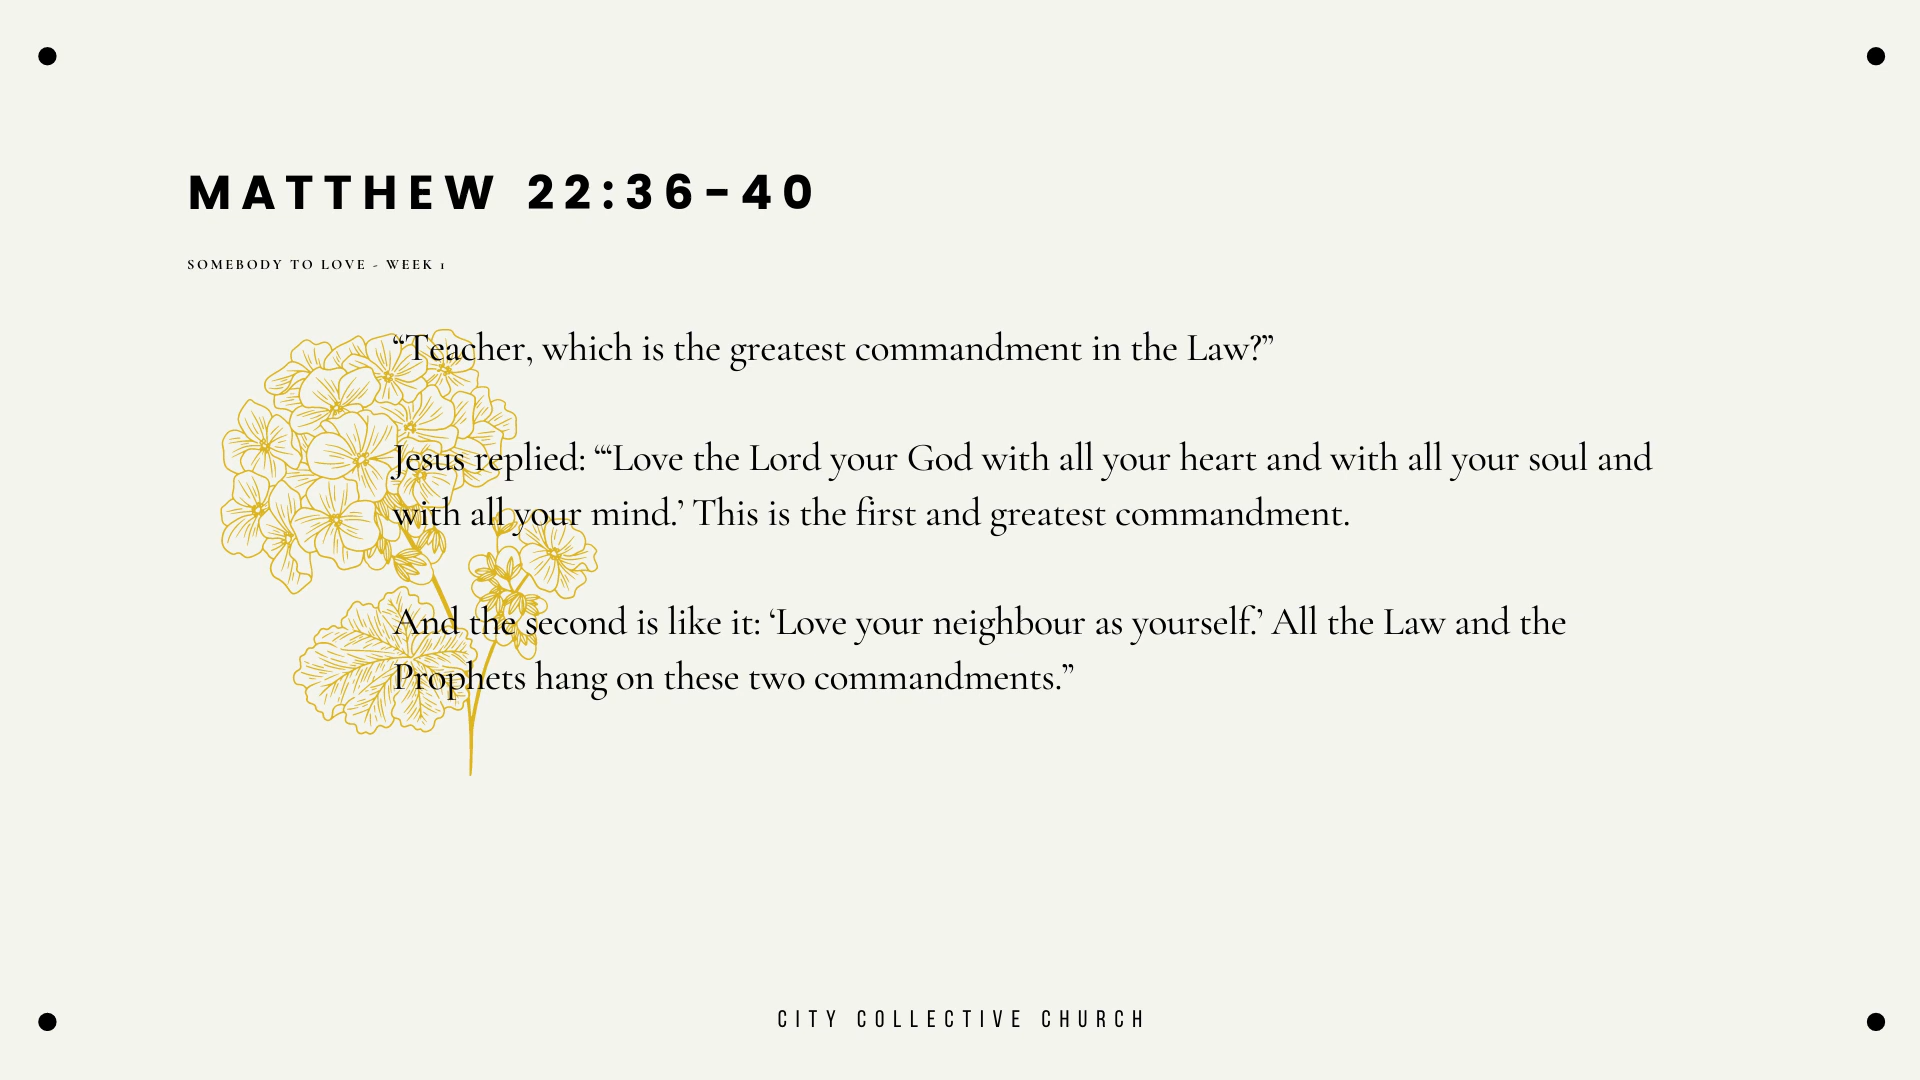 MATTHEW 22:36-40
SOMEBODY TO LOVE - WEEK 1
“Teacher, which is the greatest commandment in the Law?”
Jesus replied: “‘Love the Lord your God with all your heart and with all your soul and
with all your mind.’ This is the first and greatest commandment.
And the second is like it: ‘Love your neighbour as yourself.’ All the Law and the
Prophets hang on these two commandments.”
CITY COLLECTIVE CHURCH